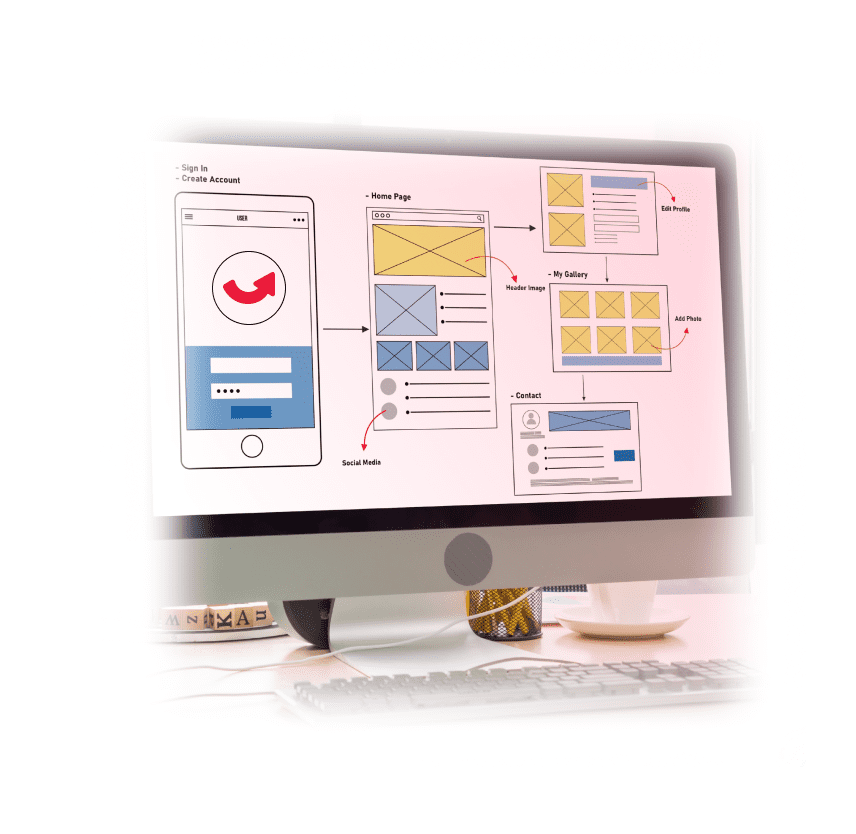 - Sign In
- Create Account
USER
- Home Page
Header Image
Social Media
Edit Profile
- My Gallery
Add Photo
- Contact
K A